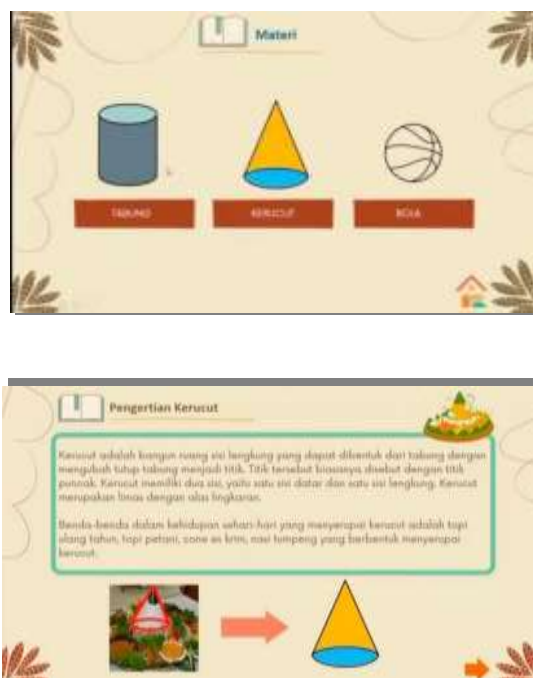 Materi
TABUNG
KERUCUT
BOLA
Pengertian Kerucut
Kerucut adalah bangun ruang sisi lengkung yang dapat dibentuk dari tabung dengan
mengubah tutup tabung menjadi titik. Titik tersebut biasanya disebut dengan titik
puncak. Kerucut memiliki dua sisi, yaitu satu sisi datar dan satu sisi lengkung. Kerucut
merupakan limas dengan alas lingkaran.
Benda-benda dalam kehidupan sehari-hari yang menyerupai kerucut adalah topi
ulang tahun, topi petani, cone es krim, nasi tumpeng yang berbentuk menyerupai
kerucut.